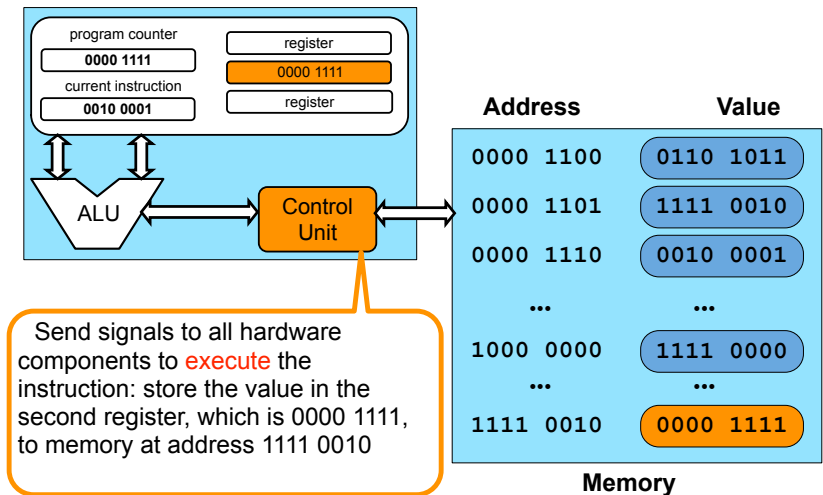 program counter
0000 1111
current instruction
0010 0001
register
0000 1111
register
ALU
Control
Unit
Address Value
0000 1100 0110 1011
0000 1101 1111 0010
0000 1110 0010 0001
... ...
1000 0000 1111 0000
... ...
1111 0010 0000 1111
Memory
Send signals to all hardware
components to execute the
instruction: store the value in the
second register, which is 0000 1111,
to memory at address 1111 0010